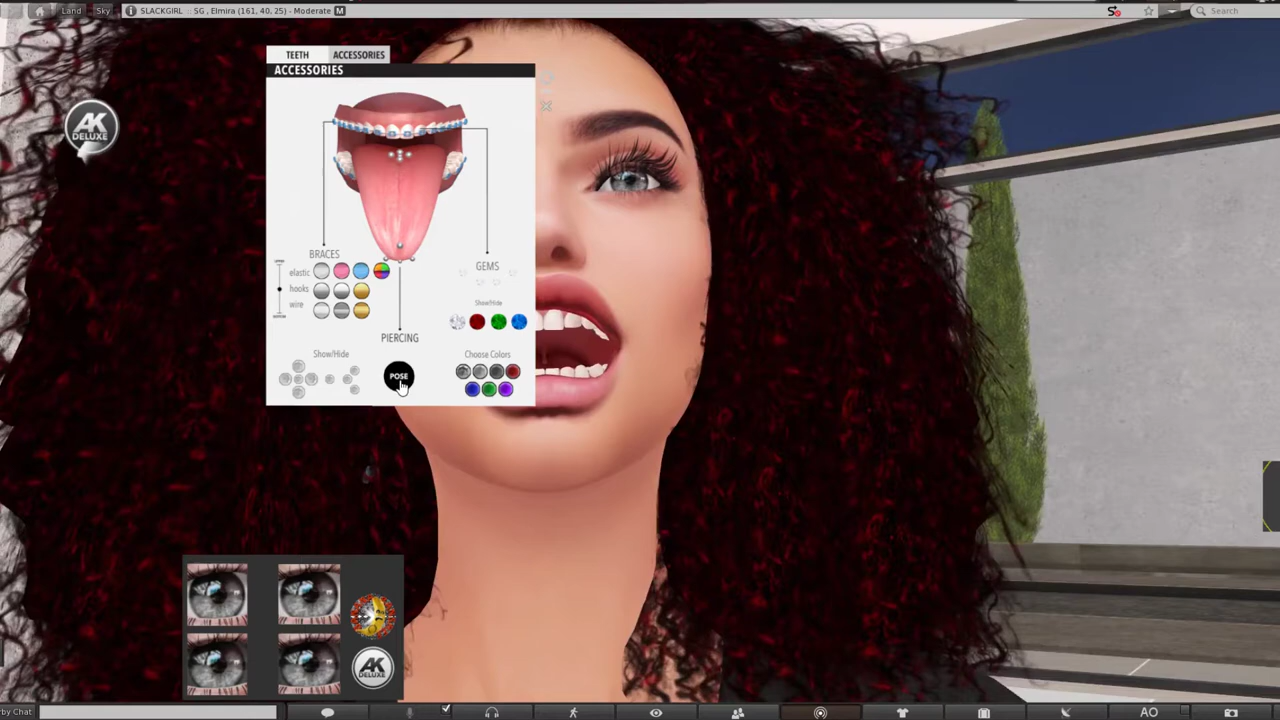 Land Sky SLACKGIRL :: SG , Elmira (161, 40, 25) - Moderate M Search
TEETH ACCESSORIES
ACCESSORIES
AK
DELUXE
BRACES
elastic
hooks
wire
GEMS
Show/Hide
PIERCING
Show/Hide
POSE
Choose Colors
AK
DELUXE
by Chat AO